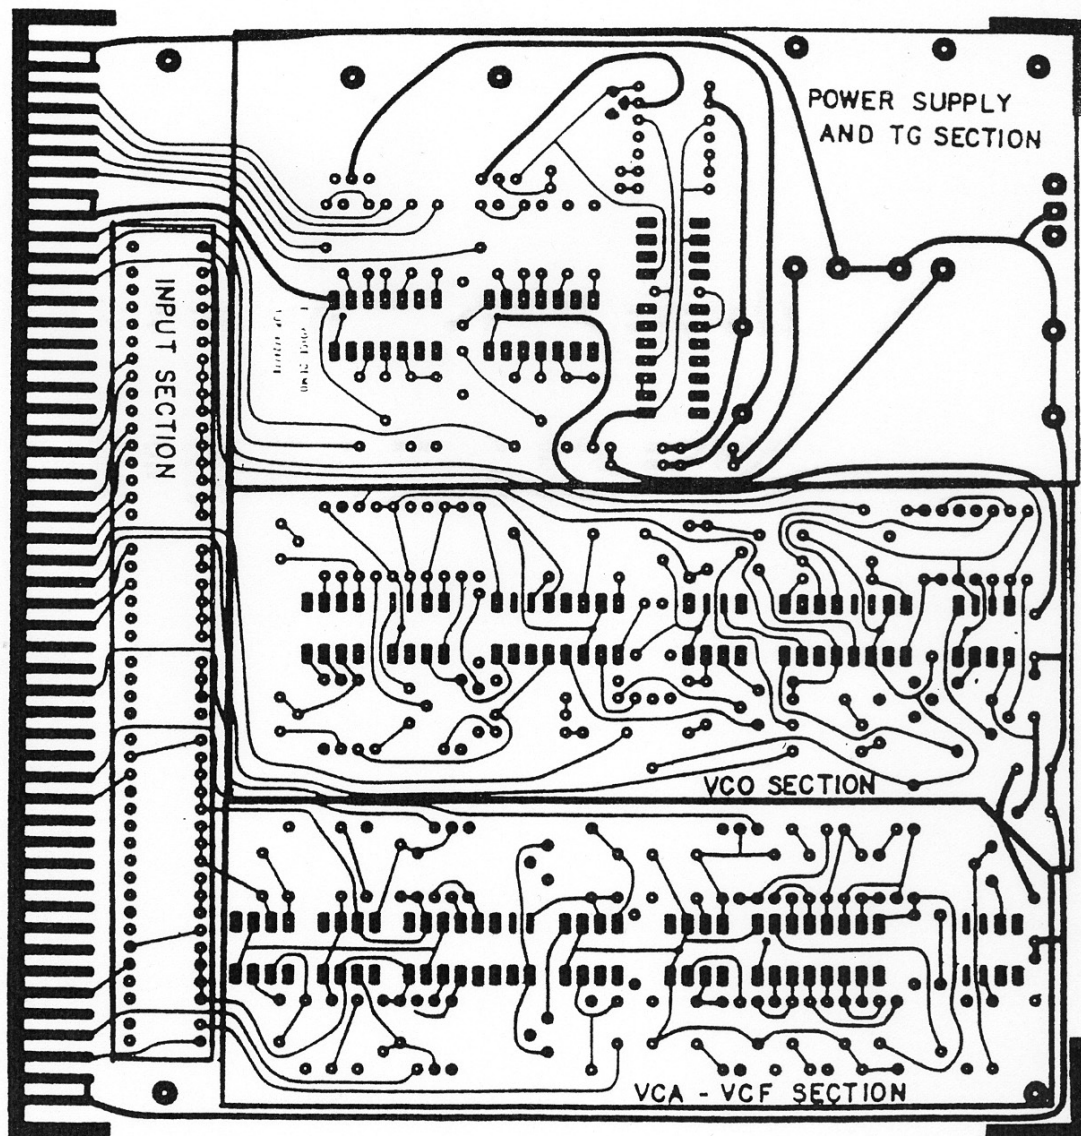 POWER SUPPLY
AND TG SECTION
INPUT SECTION
VCO SECTION
VCA - VCF SECTION